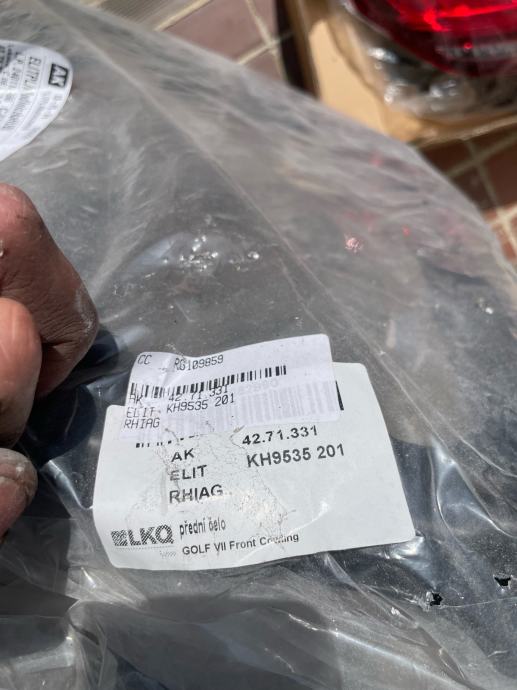 AK
CC RG109859
AK 42.71.331
ELIT KH9535 201
RHIAG
42.71.331
AK
KH9535 201
ELIT
RHIAG
LKQ
přední čelo
GOLF VII Front Cowling